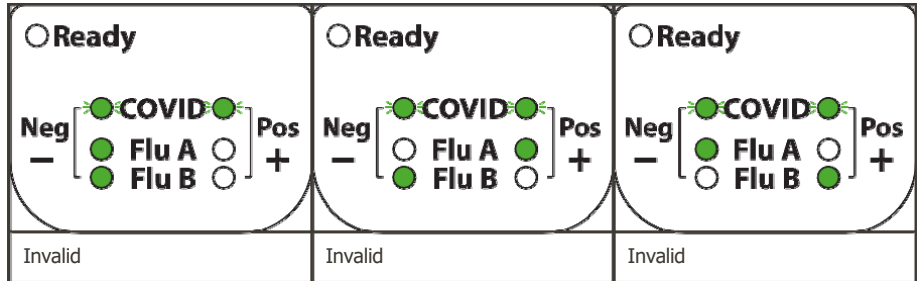 Ready Ready Ready
COVID COVID COVID
Neg Pos Neg Pos Neg Pos
− Flu A + − Flu A + − Flu A +
Flu B Flu B Flu B
Invalid Invalid Invalid